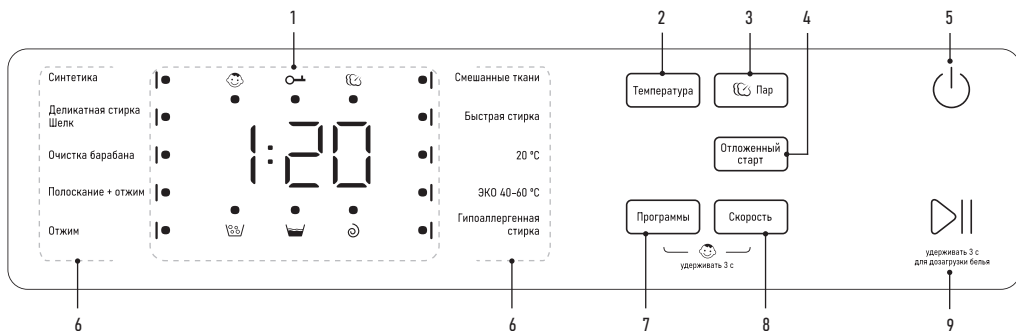 1
2
3
4
5
Синтетика
Деликатная стирка
Шелк
Очистка барабана
Полоскание + отжим
Отжим
1:20
Смешанные ткани
Быстрая стирка
20 °C
ЭКО 40–60 °C
Гипоаллергенная
стирка
Температура
Пар
Отложенный
старт
Программы
Скорость
удерживать 3 с
удерживать 3 с
для дозагрузки белья
6
6
7
8
9